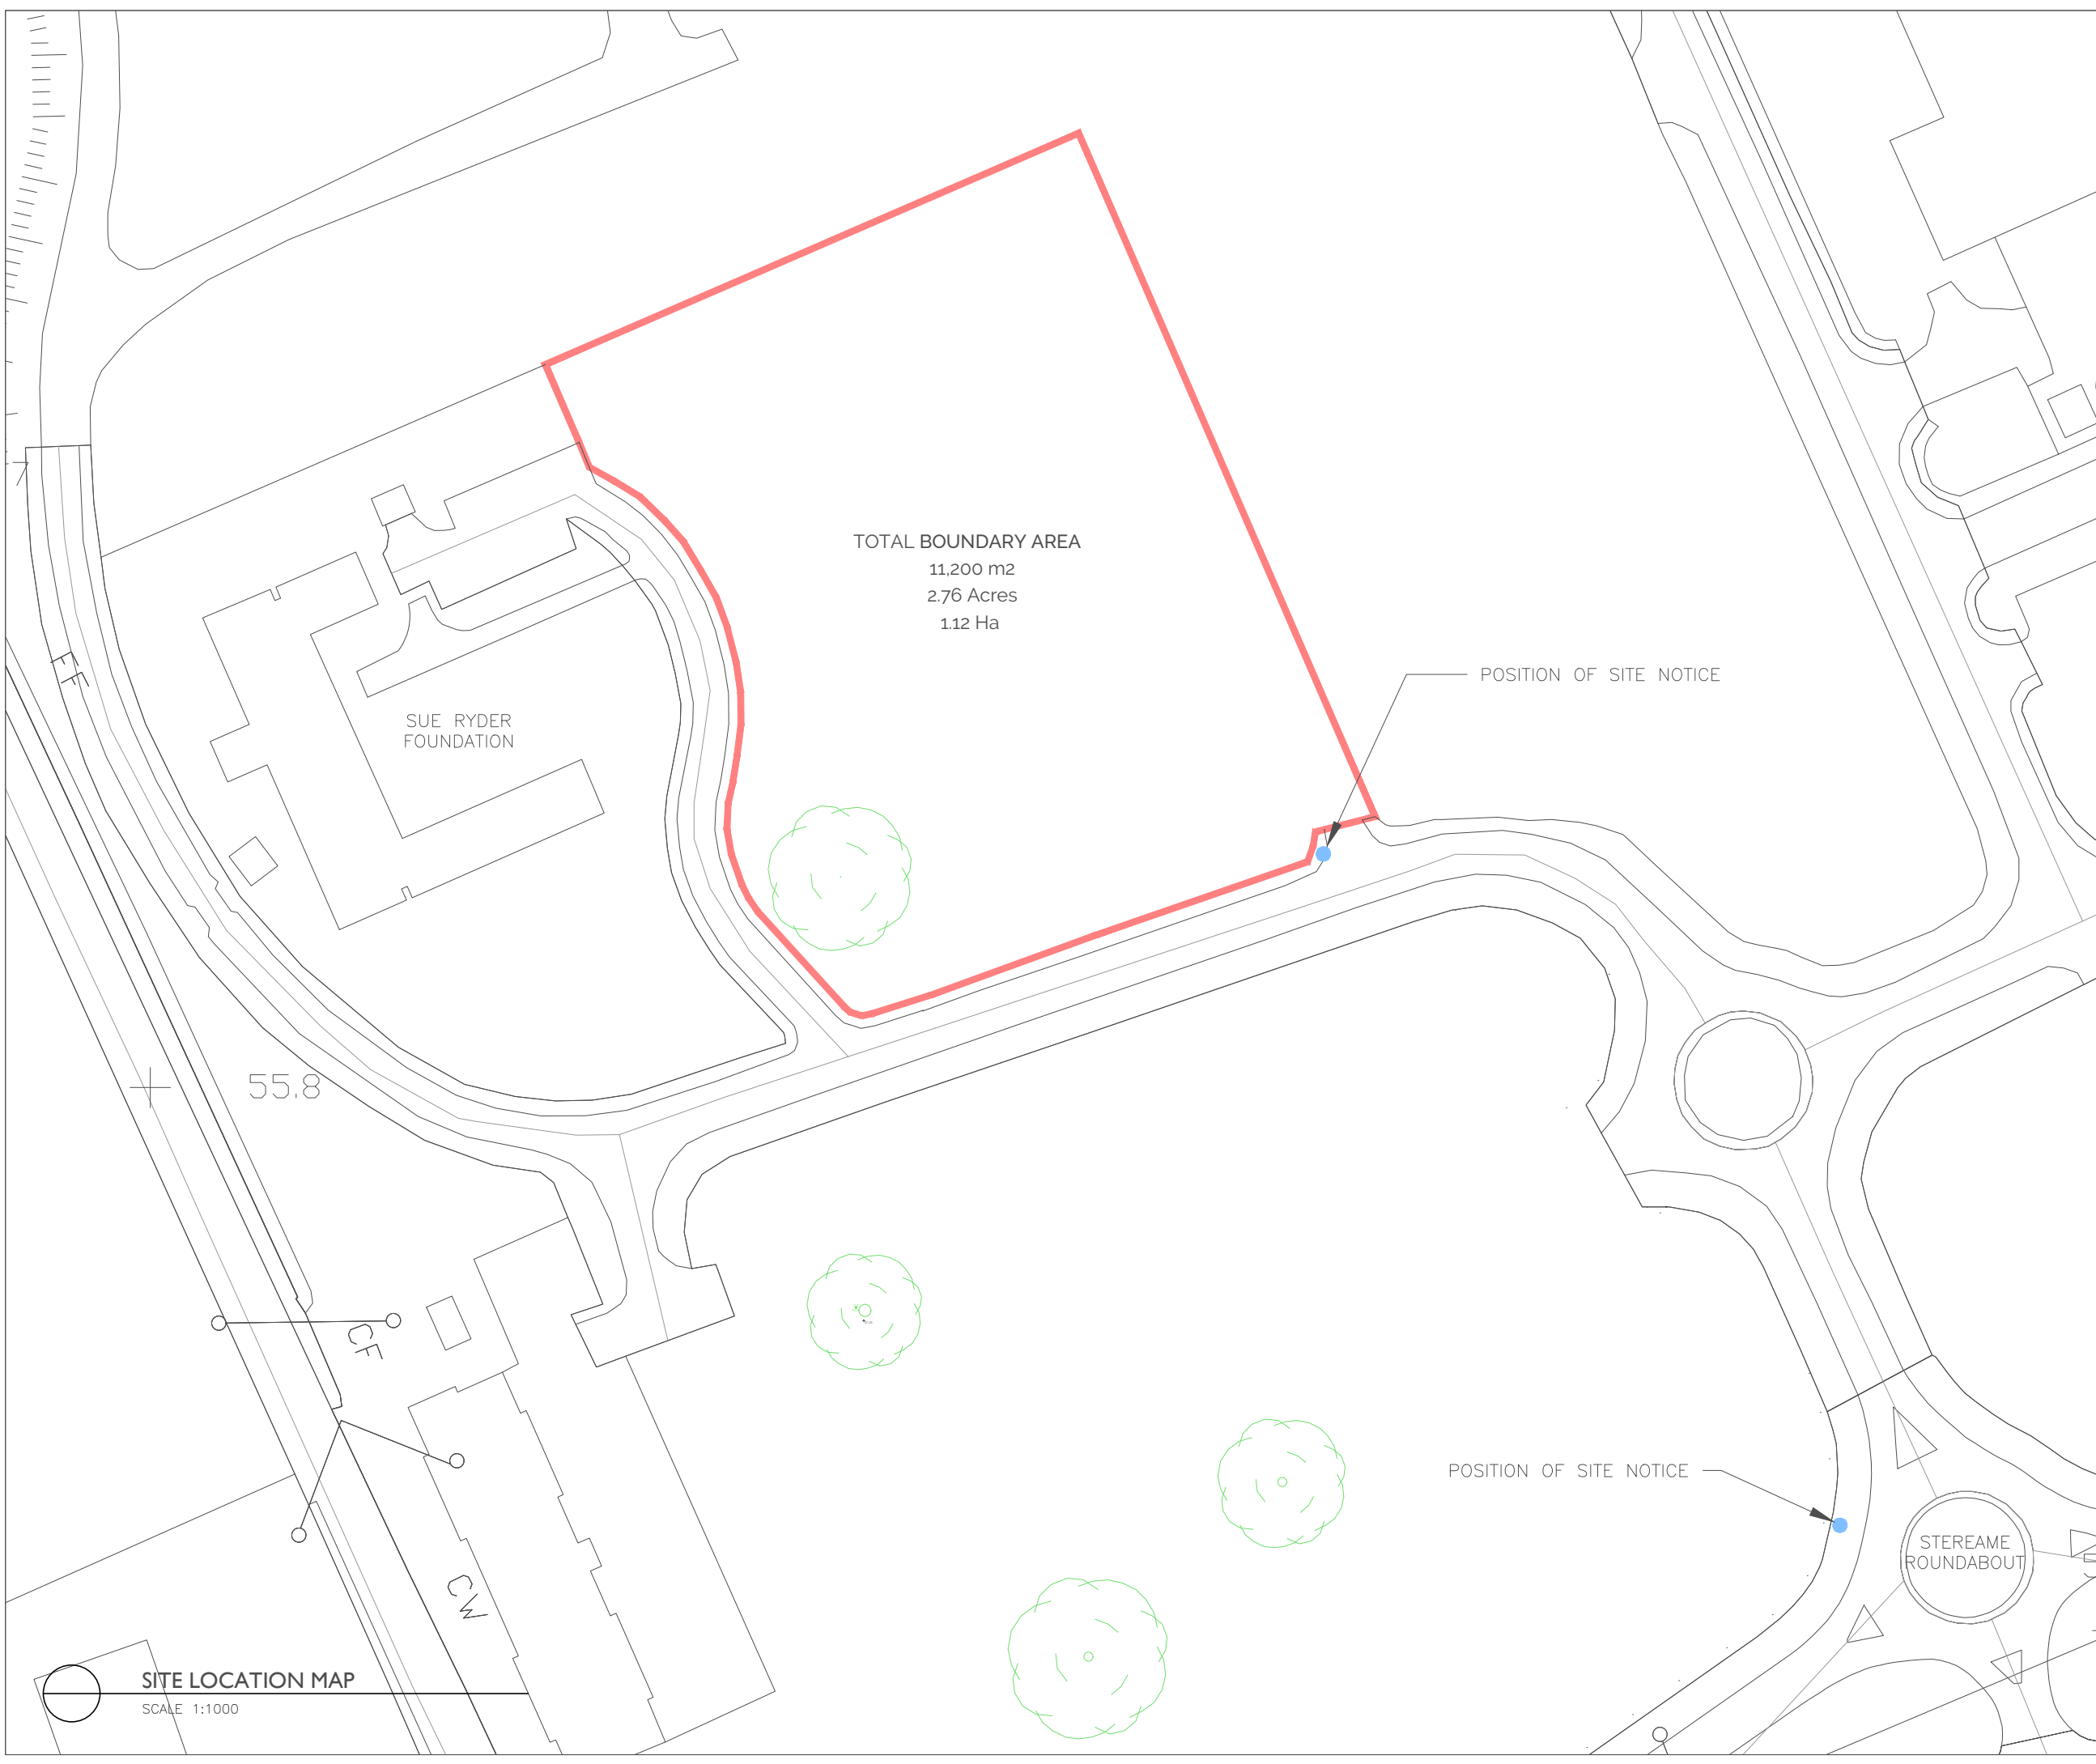 TOTAL BOUNDARY AREA
11,200 m2
2.76 Acres
1.12 Ha
POSITION OF SITE NOTICE
SUE RYDER
FOUNDATION
FF
55.8
CF
POSITION OF SITE NOTICE
STEREAME
ROUNDABOUT
CW
SITE LOCATION MAP
SCALE 1:1000